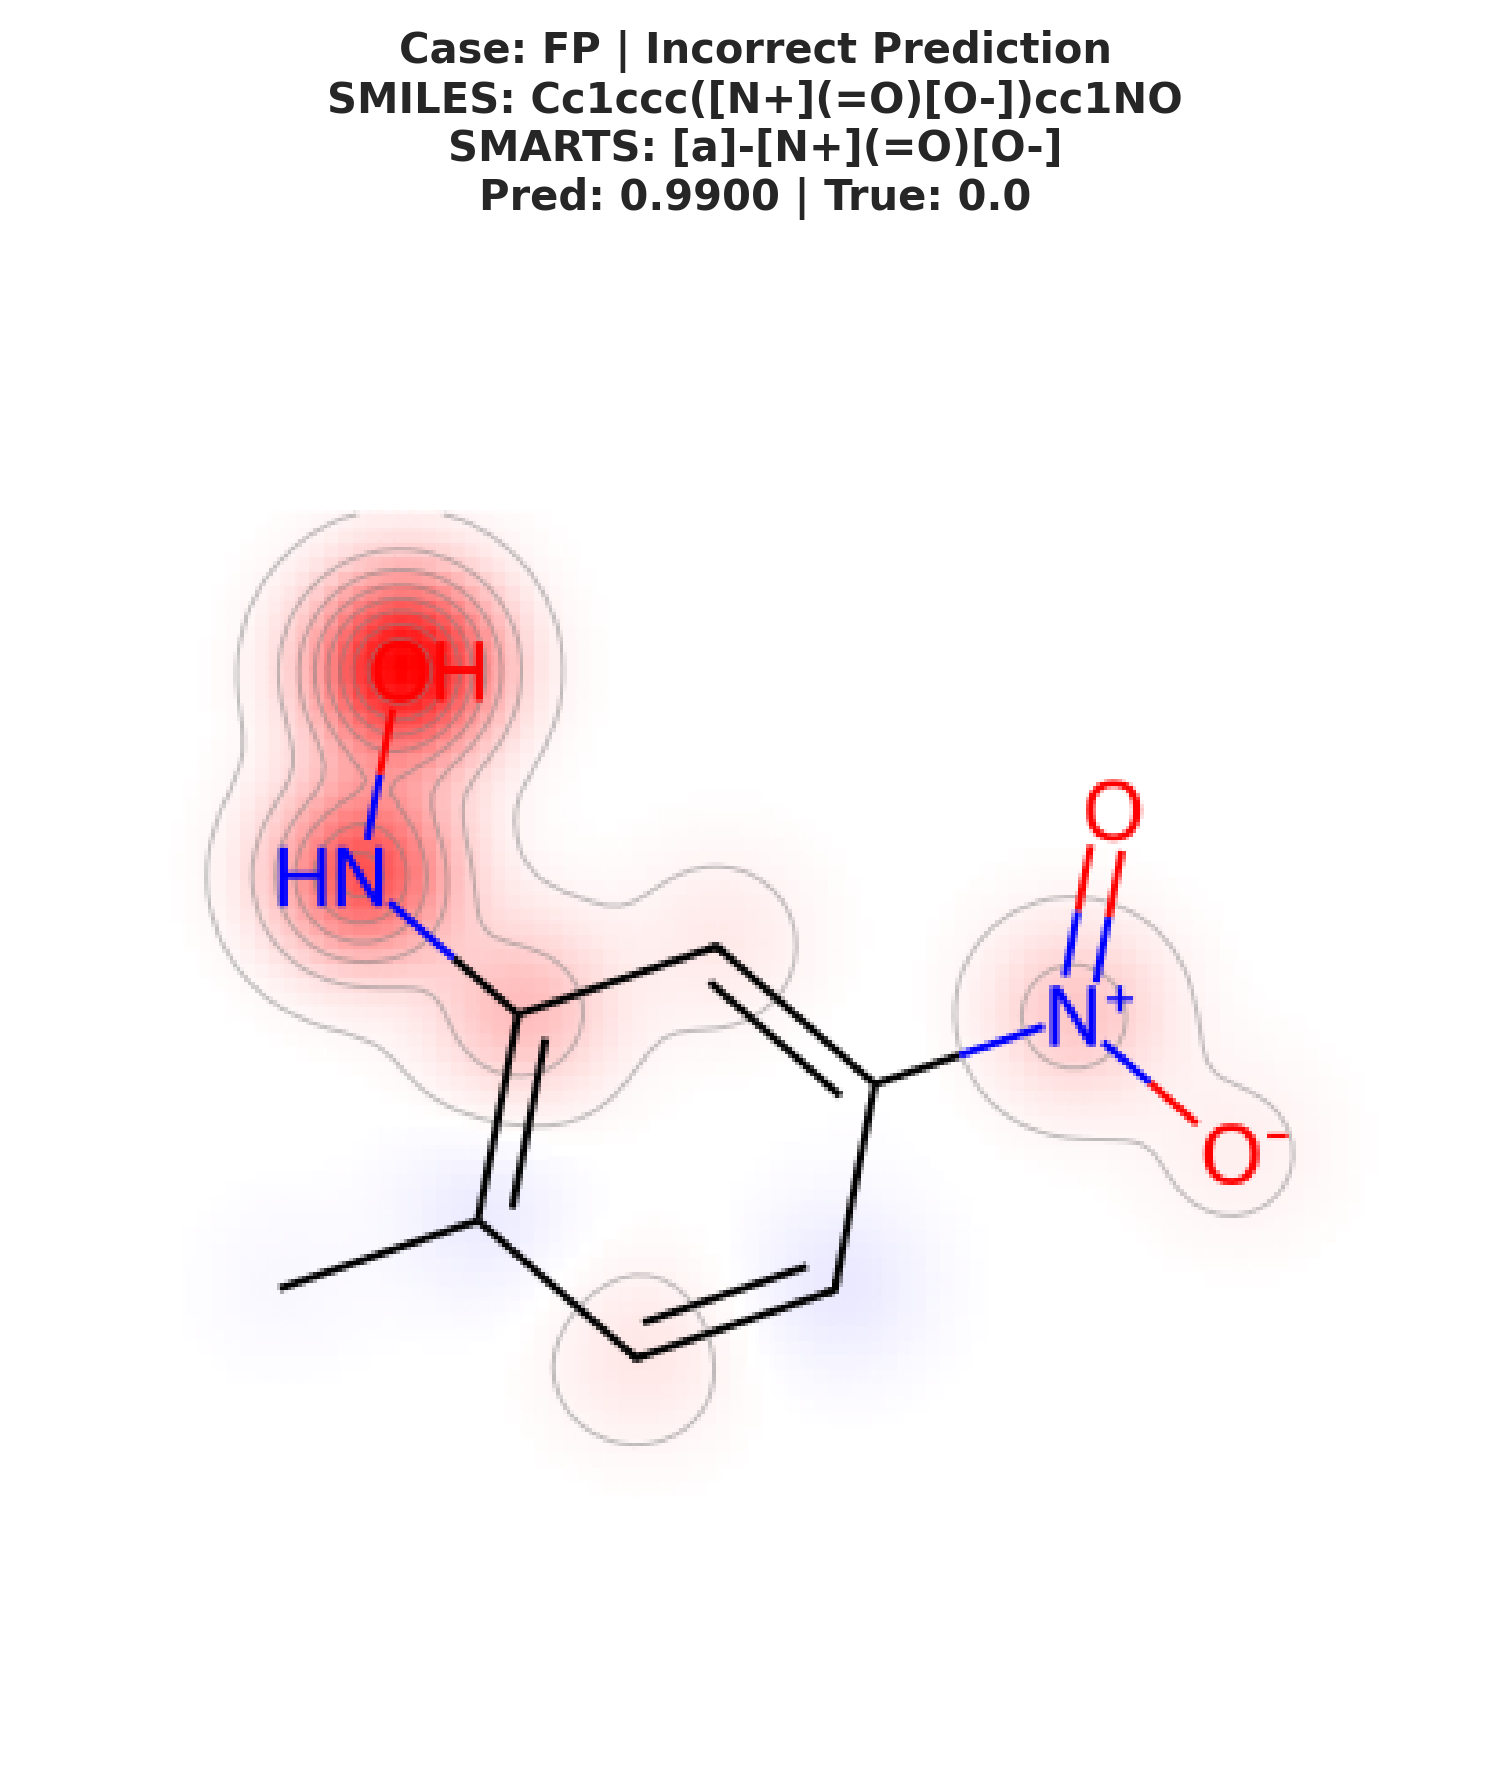 Case: FP | Incorrect Prediction
SMILES: Cc1ccc([N+](=O)[O-])cc1NO
SMARTS: [a]-[N+](=O)[O-]
Pred: 0.9900 | True: 0.0
OH
O
HN
N+
O-